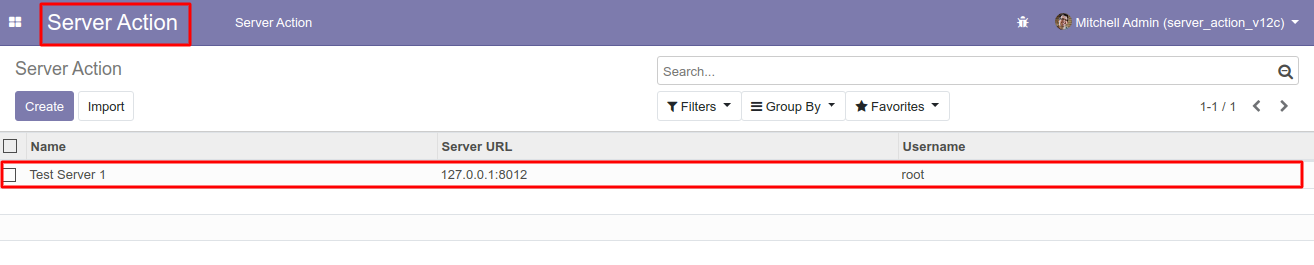 Server Action Server Action Mitchell Admin (server_action_v12c)
Server Action Search...
Create Import Filters Group By Favorites 1-1 / 1
Name Server URL Username
Test Server 1 127.0.0.1:8012 root